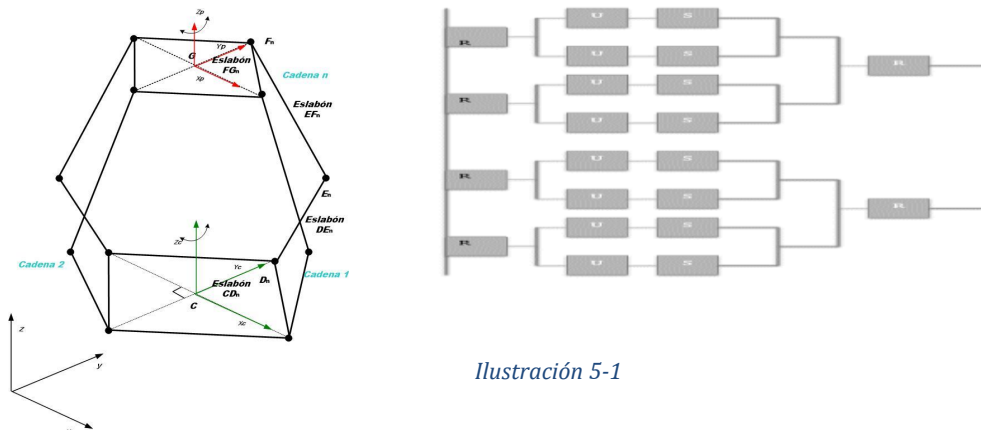 Zp
Fn
Yp
G
Eslabón
FGn
Xp
Cadena n
Eslabón
EFn
En
Eslabón
DEn
Zc
Cadena 2
Yc
Dn
Cadena 1
Eslabón
CDn
C
Xc
z
y
R
U
S
U
S
R
U
S
U
S
R
R
U
S
U
S
R
U
S
U
S
R
Ilustración 5-1